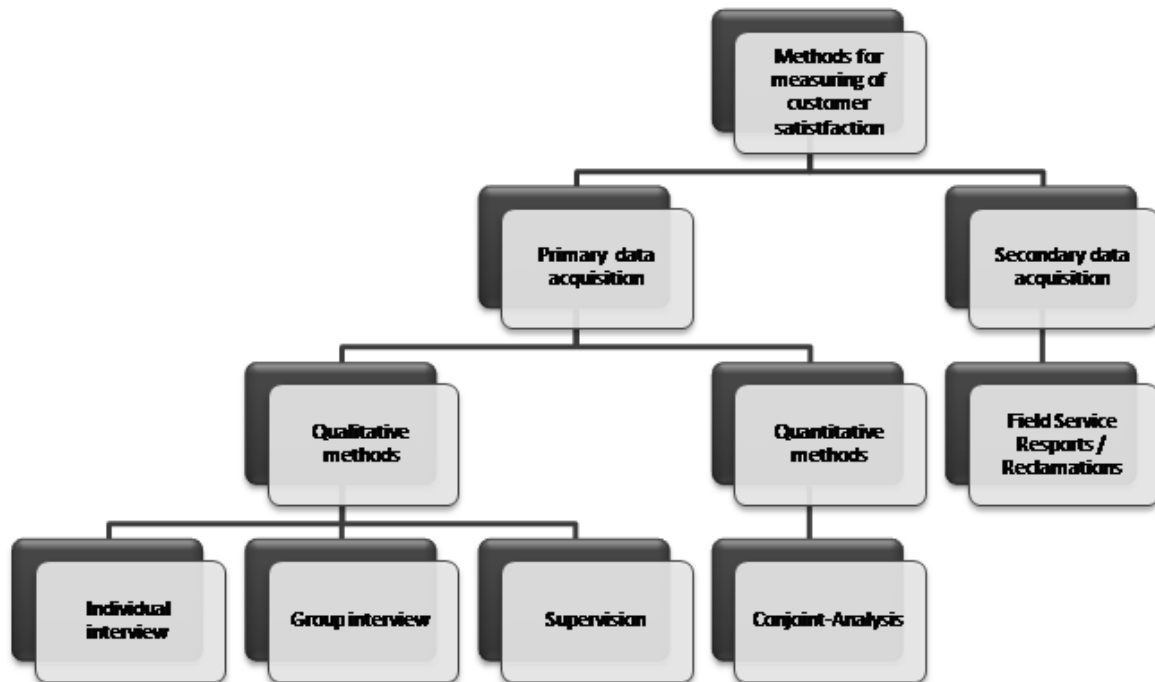 Methods for
measuring of
customer
satistfaction
Primary data
acquisition
Secondary data
acquisition
Qualitative
methods
Quantitative
methods
Field Service
Resports /
Reclamations
Individual
interview
Group interview
Supervision
Conjoint-Analysis